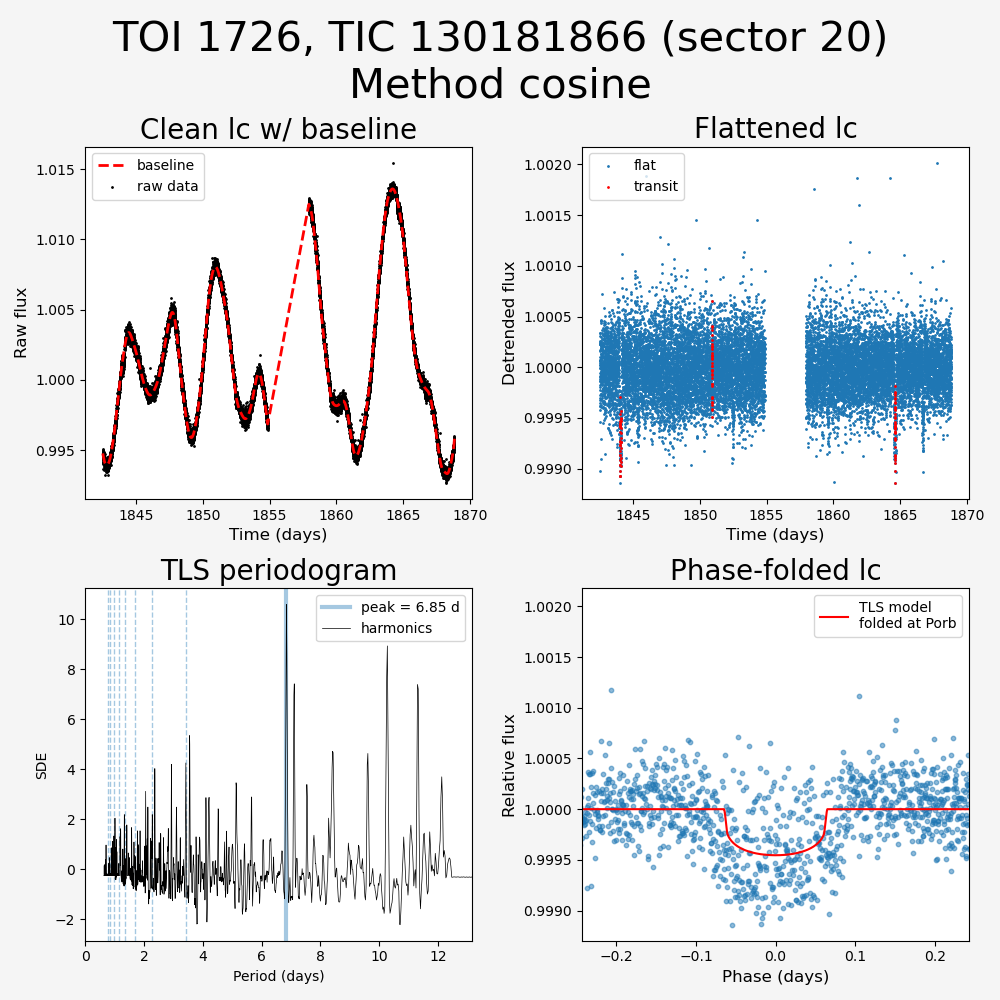 TOI 1726, TIC 130181866 (sector 20)
Method cosine
Clean lc w/ baseline
baseline
raw data
Raw flux
1.015
1.010
1.005
1.000
0.995
1845
1850
1855
1860
1865
1870
Time (days)
Flattened lc
flat
transit
Detrended flux
1.0020
1.0015
1.0010
1.0005
1.0000
0.9995
0.9990
1845
1850
1855
1860
1865
1870
Time (days)
TLS periodogram
peak = 6.85 d
harmonics
SDE
10
8
6
4
2
0
−2
0
2
4
6
8
10
12
Period (days)
Phase-folded lc
TLS model
folded at Porb
Relative flux
1.0020
1.0015
1.0010
1.0005
1.0000
0.9995
0.9990
−0.2
−0.1
0.0
0.1
0.2
Phase (days)